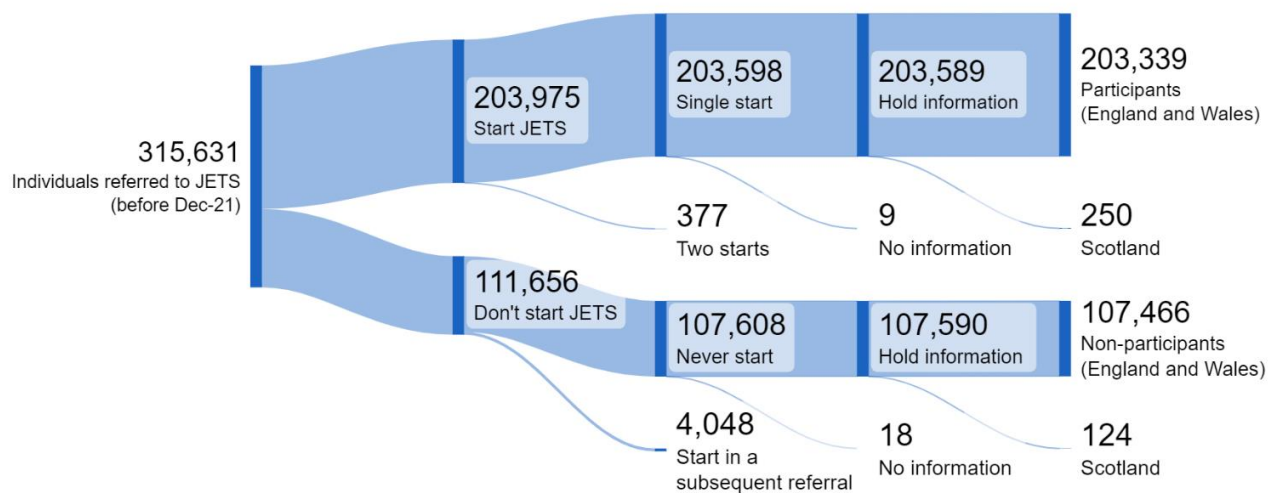 315,631
Individuals referred to JETS
(before Dec-21)
203,975
Start JETS
203,598
Single start
203,589
Hold information
203,339
Participants
(England and Wales)
377
Two starts
9
No information
250
Scotland
111,656
Don't start JETS
107,608
Never start
107,590
Hold information
107,466
Non-participants
(England and Wales)
4,048
Start in a
subsequent referral
18
No information
124
Scotland